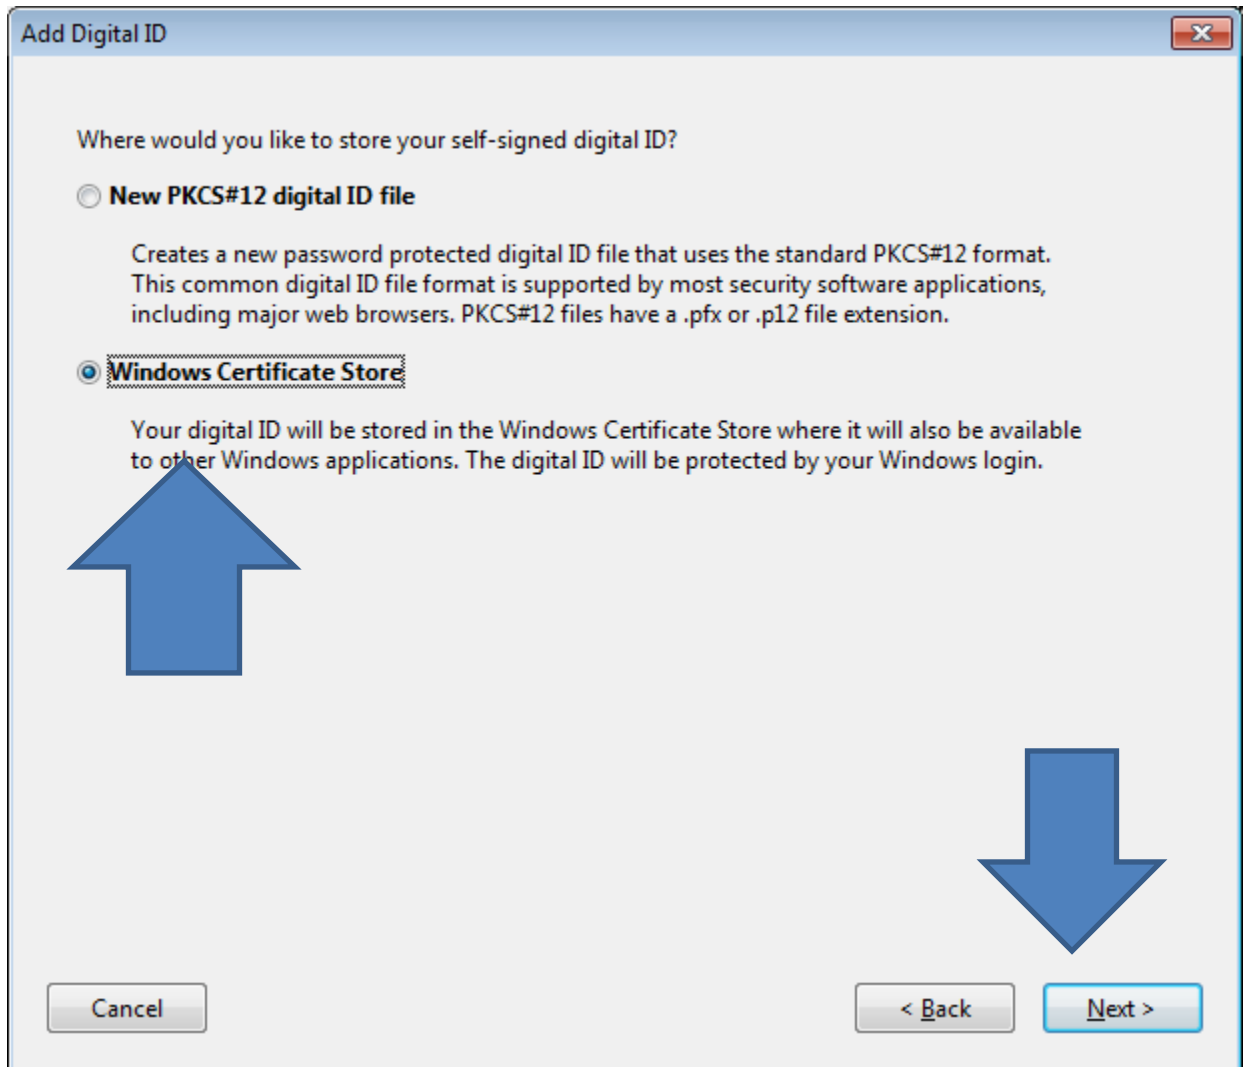 Add Digital ID
Where would you like to store your self-signed digital ID?
New PKCS#12 digital ID file
Creates a new password protected digital ID file that uses the standard PKCS#12 format.
This common digital ID file format is supported by most security software applications,
including major web browsers. PKCS#12 files have a .pfx or .p12 file extension.
Windows Certificate Store
Your digital ID will be stored in the Windows Certificate Store where it will also be available
to other Windows applications. The digital ID will be protected by your Windows login.
Cancel
< Back
Next >